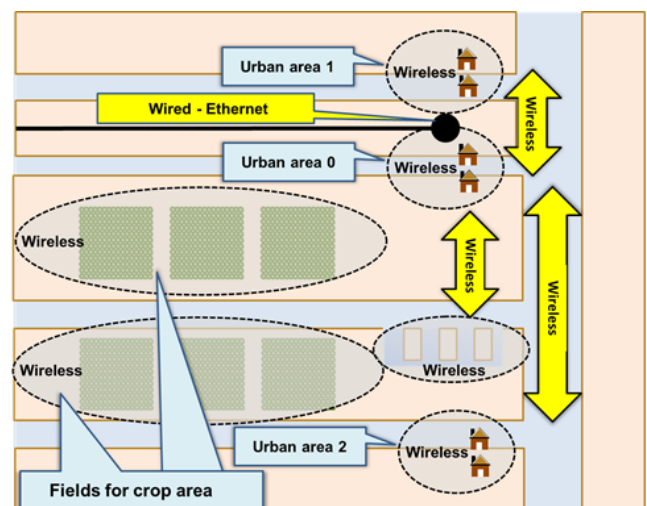 Urban area 1
Wireless
Wired - Ethernet
Wireless
Urban area 0
Wireless
Wireless
Wireless
Wireless
Wireless
Wireless
Urban area 2
Wireless
Fields for crop area